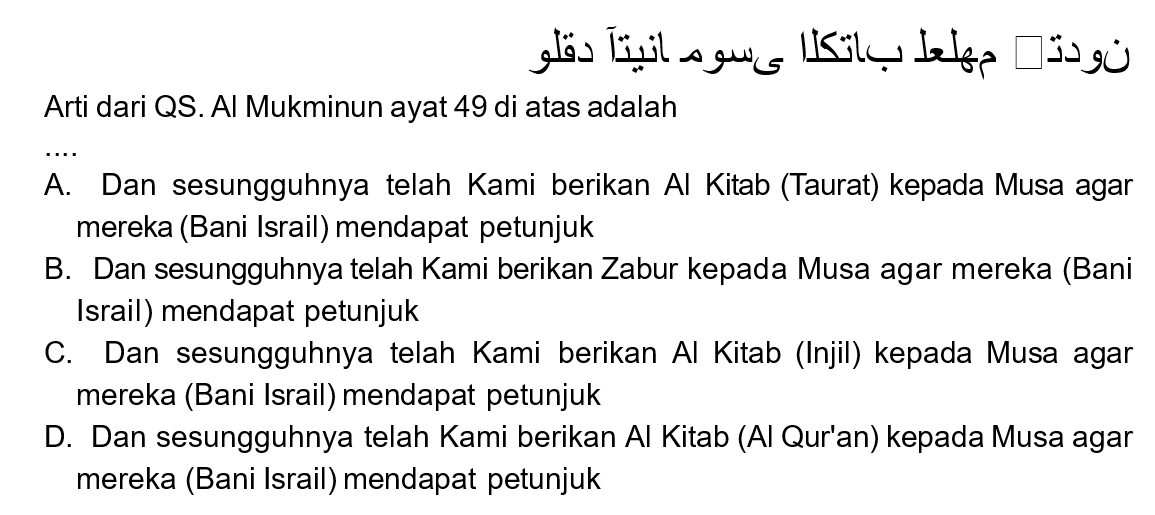 ولقد آتينا موسى الكتاب لعلهم □تدون
Arti dari QS. Al Mukminun ayat 49 di atas adalah
....
A. Dan sesungguhnya telah Kami berikan Al Kitab (Taurat) kepada Musa agar
mereka (Bani Israil) mendapat petunjuk
B. Dan sesungguhnya telah Kami berikan Zabur kepada Musa agar mereka (Bani
Israil) mendapat petunjuk
C. Dan sesungguhnya telah Kami berikan Al Kitab (Injil) kepada Musa agar
mereka (Bani Israil) mendapat petunjuk
D. Dan sesungguhnya telah Kami berikan Al Kitab (Al Qur'an) kepada Musa agar
mereka (Bani Israil) mendapat petunjuk